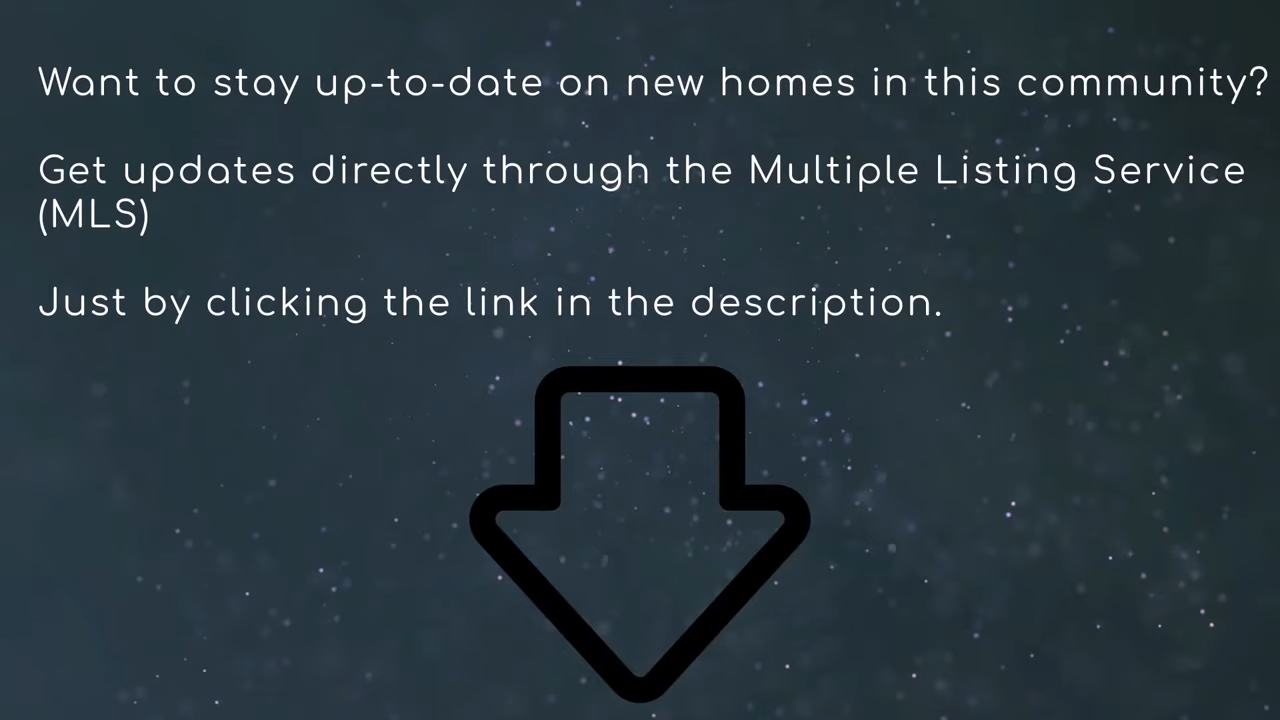 Want to stay up-to-date on new homes in this community?
Get updates directly through the Multiple Listing Service
(MLS)
Just by clicking the link in the description.